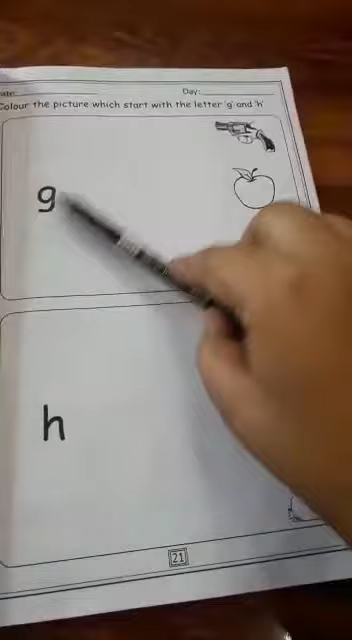 ate:
Day:
Colour the picture which start with the letter 'g' and 'h'
g
h
21